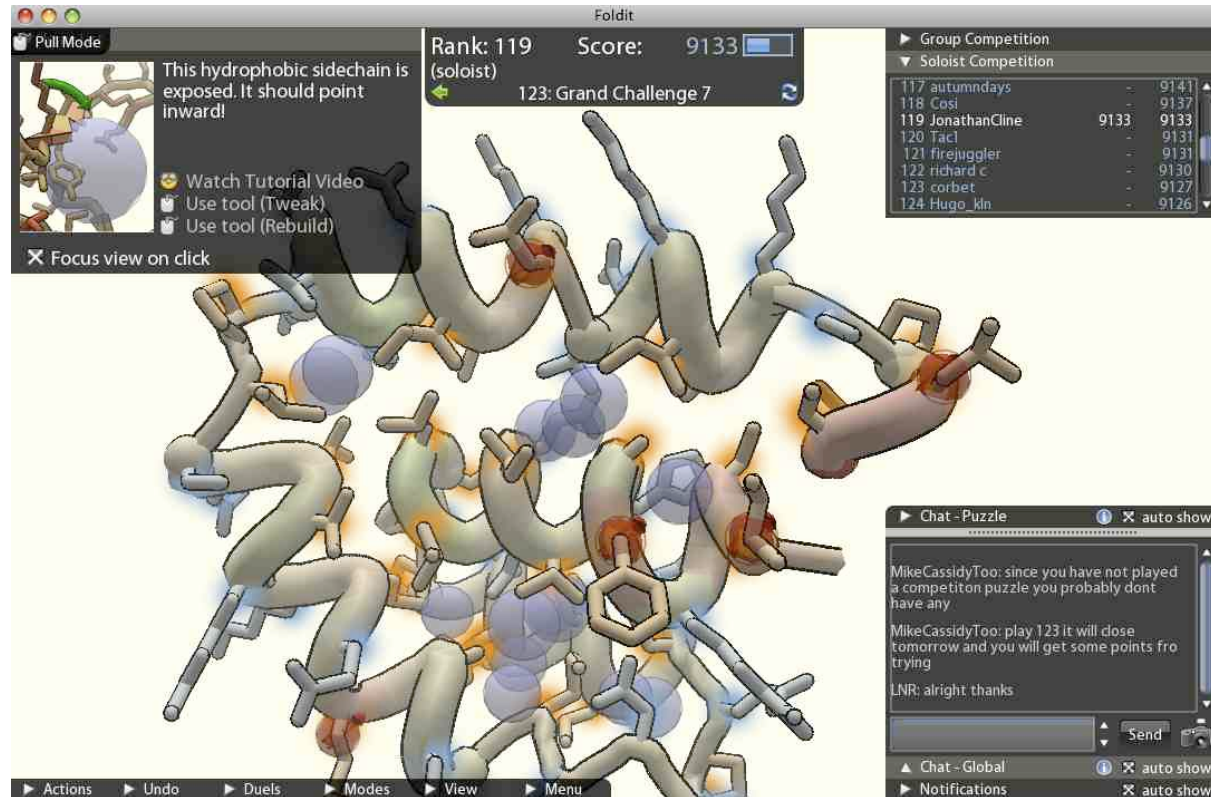 Foldit
Pull Mode
This hydrophobic sidechain is
exposed. It should point
inward!
Watch Tutorial Video
Use tool (Tweak)
Use tool (Rebuild)
Focus view on click
Rank: 119 Score: 9133
(soloist)
123: Grand Challenge 7
Group Competition
Soloist Competition
117 autumndays - 9141
118 Cosi - 9137
119 JonathanCline 9133 9133
120 Tac1 - 9131
121 firejuggler - 9131
122 richard c - 9130
123 corbet - 9127
124 Hugo_kln - 9126
Chat - Puzzle auto show
MikeCassidyToo: since you have not played
a competiton puzzle you probably dont
have any
MikeCassidyToo: play 123 it will close
tomorrow and you will get some points fro
trying
LNR: alright thanks
Send
Chat - Global auto show
Notifications auto show
Actions Undo Duels Modes View Menu